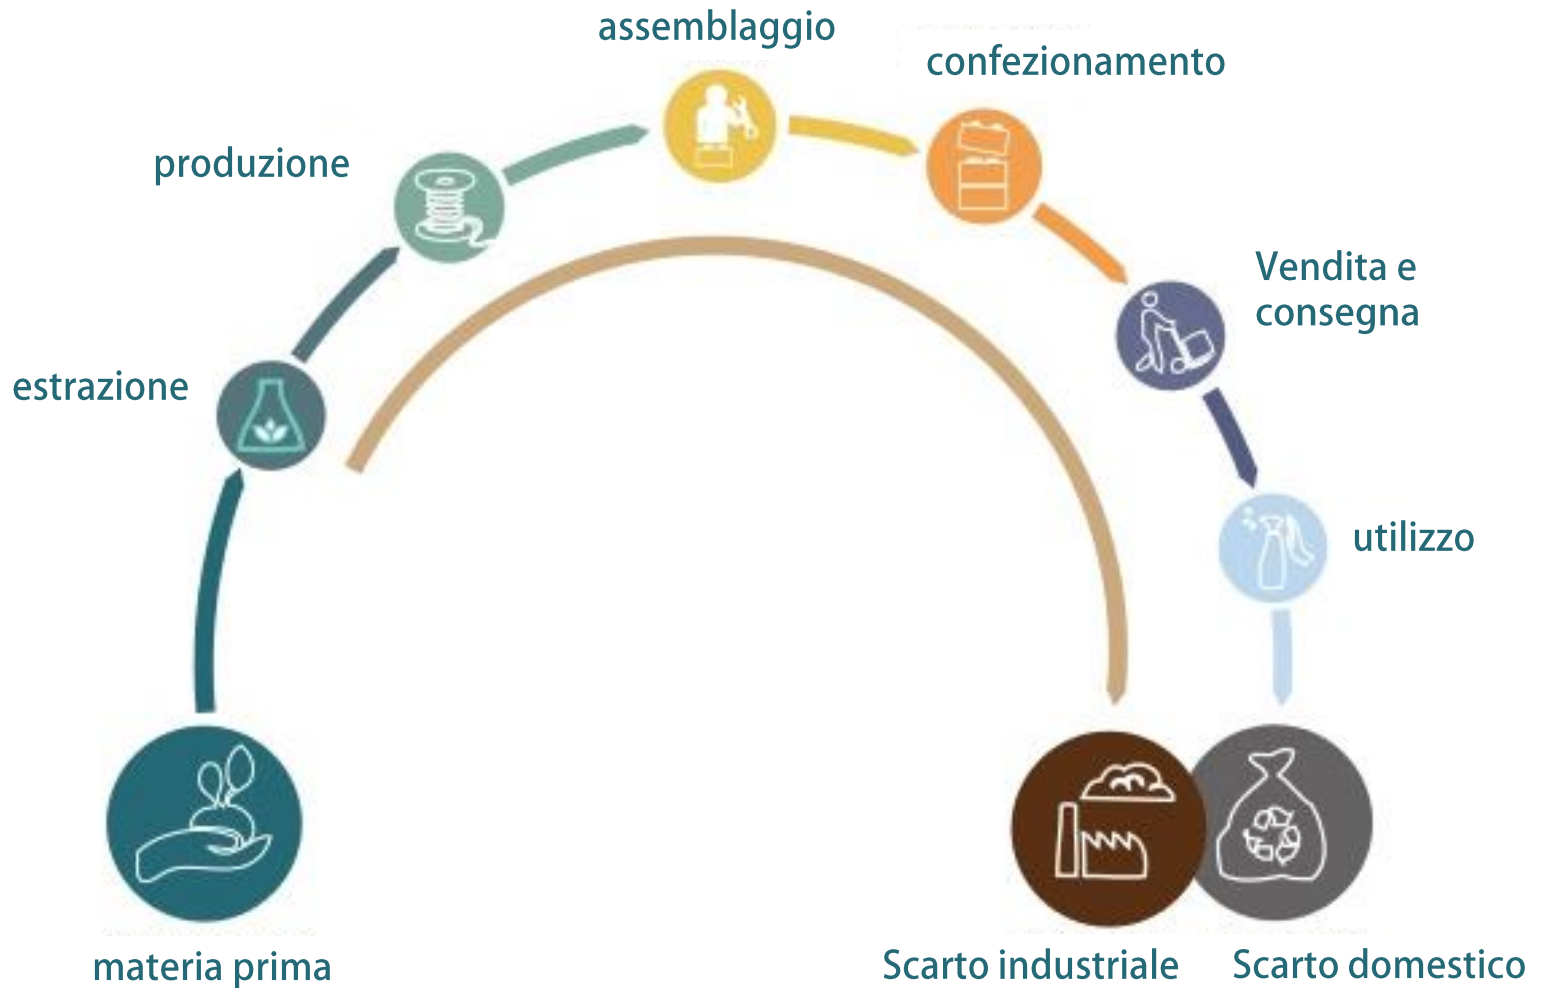 assemblaggio
confezionamento
produzione
Vendita e
consegna
estrazione
utilizzo
materia prima
Scarto industriale
Scarto domestico